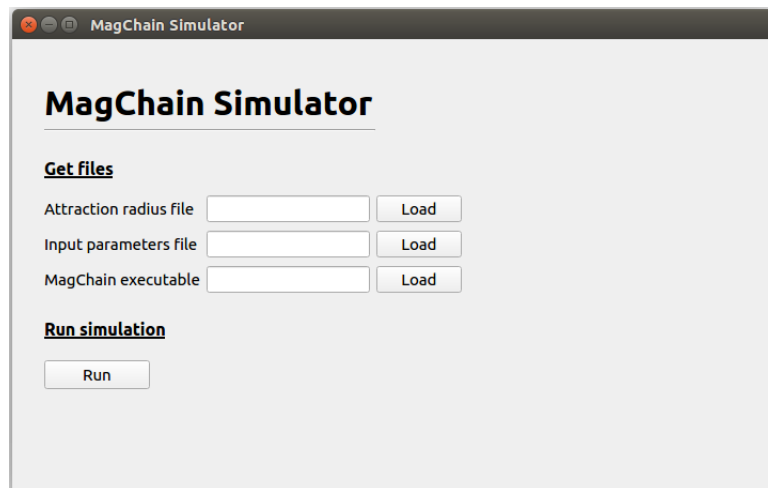 MagChain Simulator
MagChain Simulator
Get files
Attraction radius file Load
Input parameters file Load
MagChain executable Load
Run simulation
Run